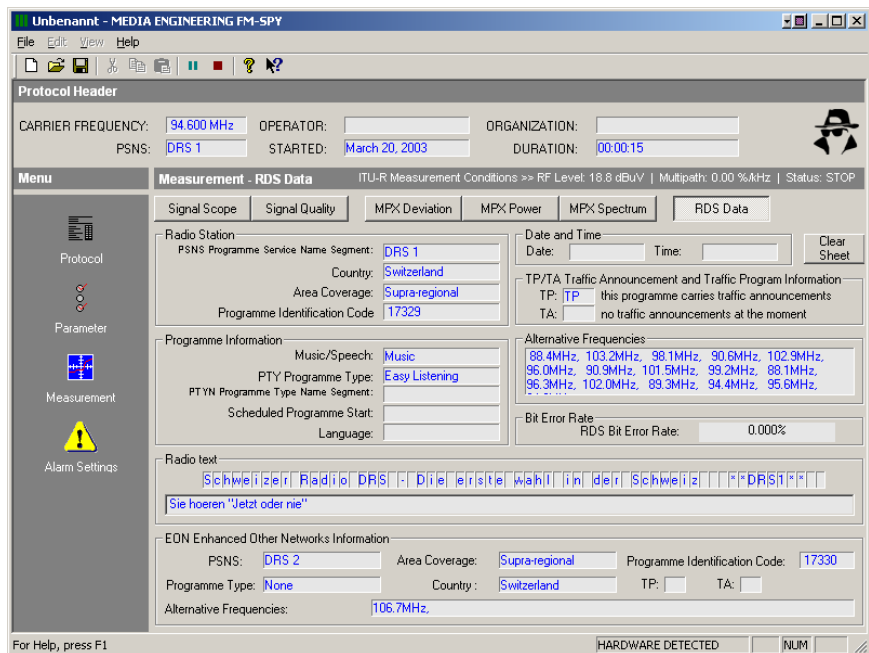 Unbenannt - MEDIA ENGINEERING FM-SPY
File Edit View Help
Protocol Header
CARRIER FREQUENCY: 94.600 MHz OPERATOR: ORGANIZATION:
PSNS: DRS 1 STARTED: March 20, 2003 DURATION: 00:00:15
Menu
Protocol
Parameter
Measurement
Alarm Settings
Measurement - RDS Data ITU-R Measurement Conditions >> RF Level: 18.8 dBuV | Multipath: 0.00 %/kHz | Status: STOP
Signal Scope Signal Quality MPX Deviation MPX Power MPX Spectrum RDS Data
Radio Station
PSNS Programme Service Name Segment: DRS 1
Country: Switzerland
Area Coverage: Supra-regional
Programme Identification Code 17329
Date and Time
Date: Time:
Clear Sheet
TP/TA Traffic Announcement and Traffic Program Information
TP: TP this programme carries traffic announcements
TA: no traffic announcements at the moment
Programme Information
Music/Speech: Music
PTY Programme Type: Easy Listening
PTYN Programme Type Name Segment:
Scheduled Programme Start:
Language:
Alternative Frequencies
88.4MHz, 103.2MHz, 98.1MHz, 90.6MHz, 102.9MHz,
96.0MHz, 90.9MHz, 101.5MHz, 99.2MHz, 88.1MHz,
96.3MHz, 102.0MHz, 89.3MHz, 94.4MHz, 95.6MHz,
Bit Error Rate
RDS Bit Error Rate: 0.000%
Radio text
Schweizer Radio DRS - Die erste wahl in der Schweiz **DRS1**
Sie hoeren "Jetzt oder nie"
EON Enhanced Other Networks Information
PSNS: DRS 2 Area Coverage: Supra-regional Programme Identification Code: 17330
Programme Type: None Country : Switzerland TP: TA:
Alternative Frequencies: 106.7MHz,
For Help, press F1 HARDWARE DETECTED NUM